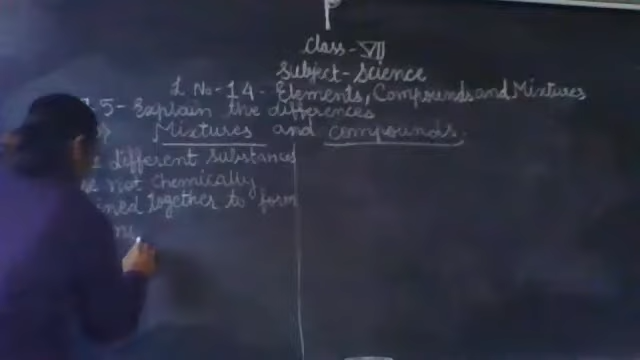 Class-VII
Subject-Science
L No-14-Elements, Compounds and Mixtures
5-Explain the differences
Mixtures and compounds.
different substances
not chemically
together to form